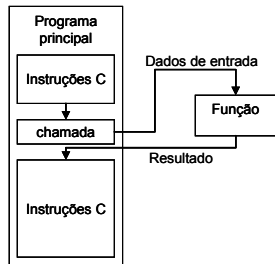 Programa
principal
Instruções C
chamada
Dados de entrada
Função
Resultado
Instruções C